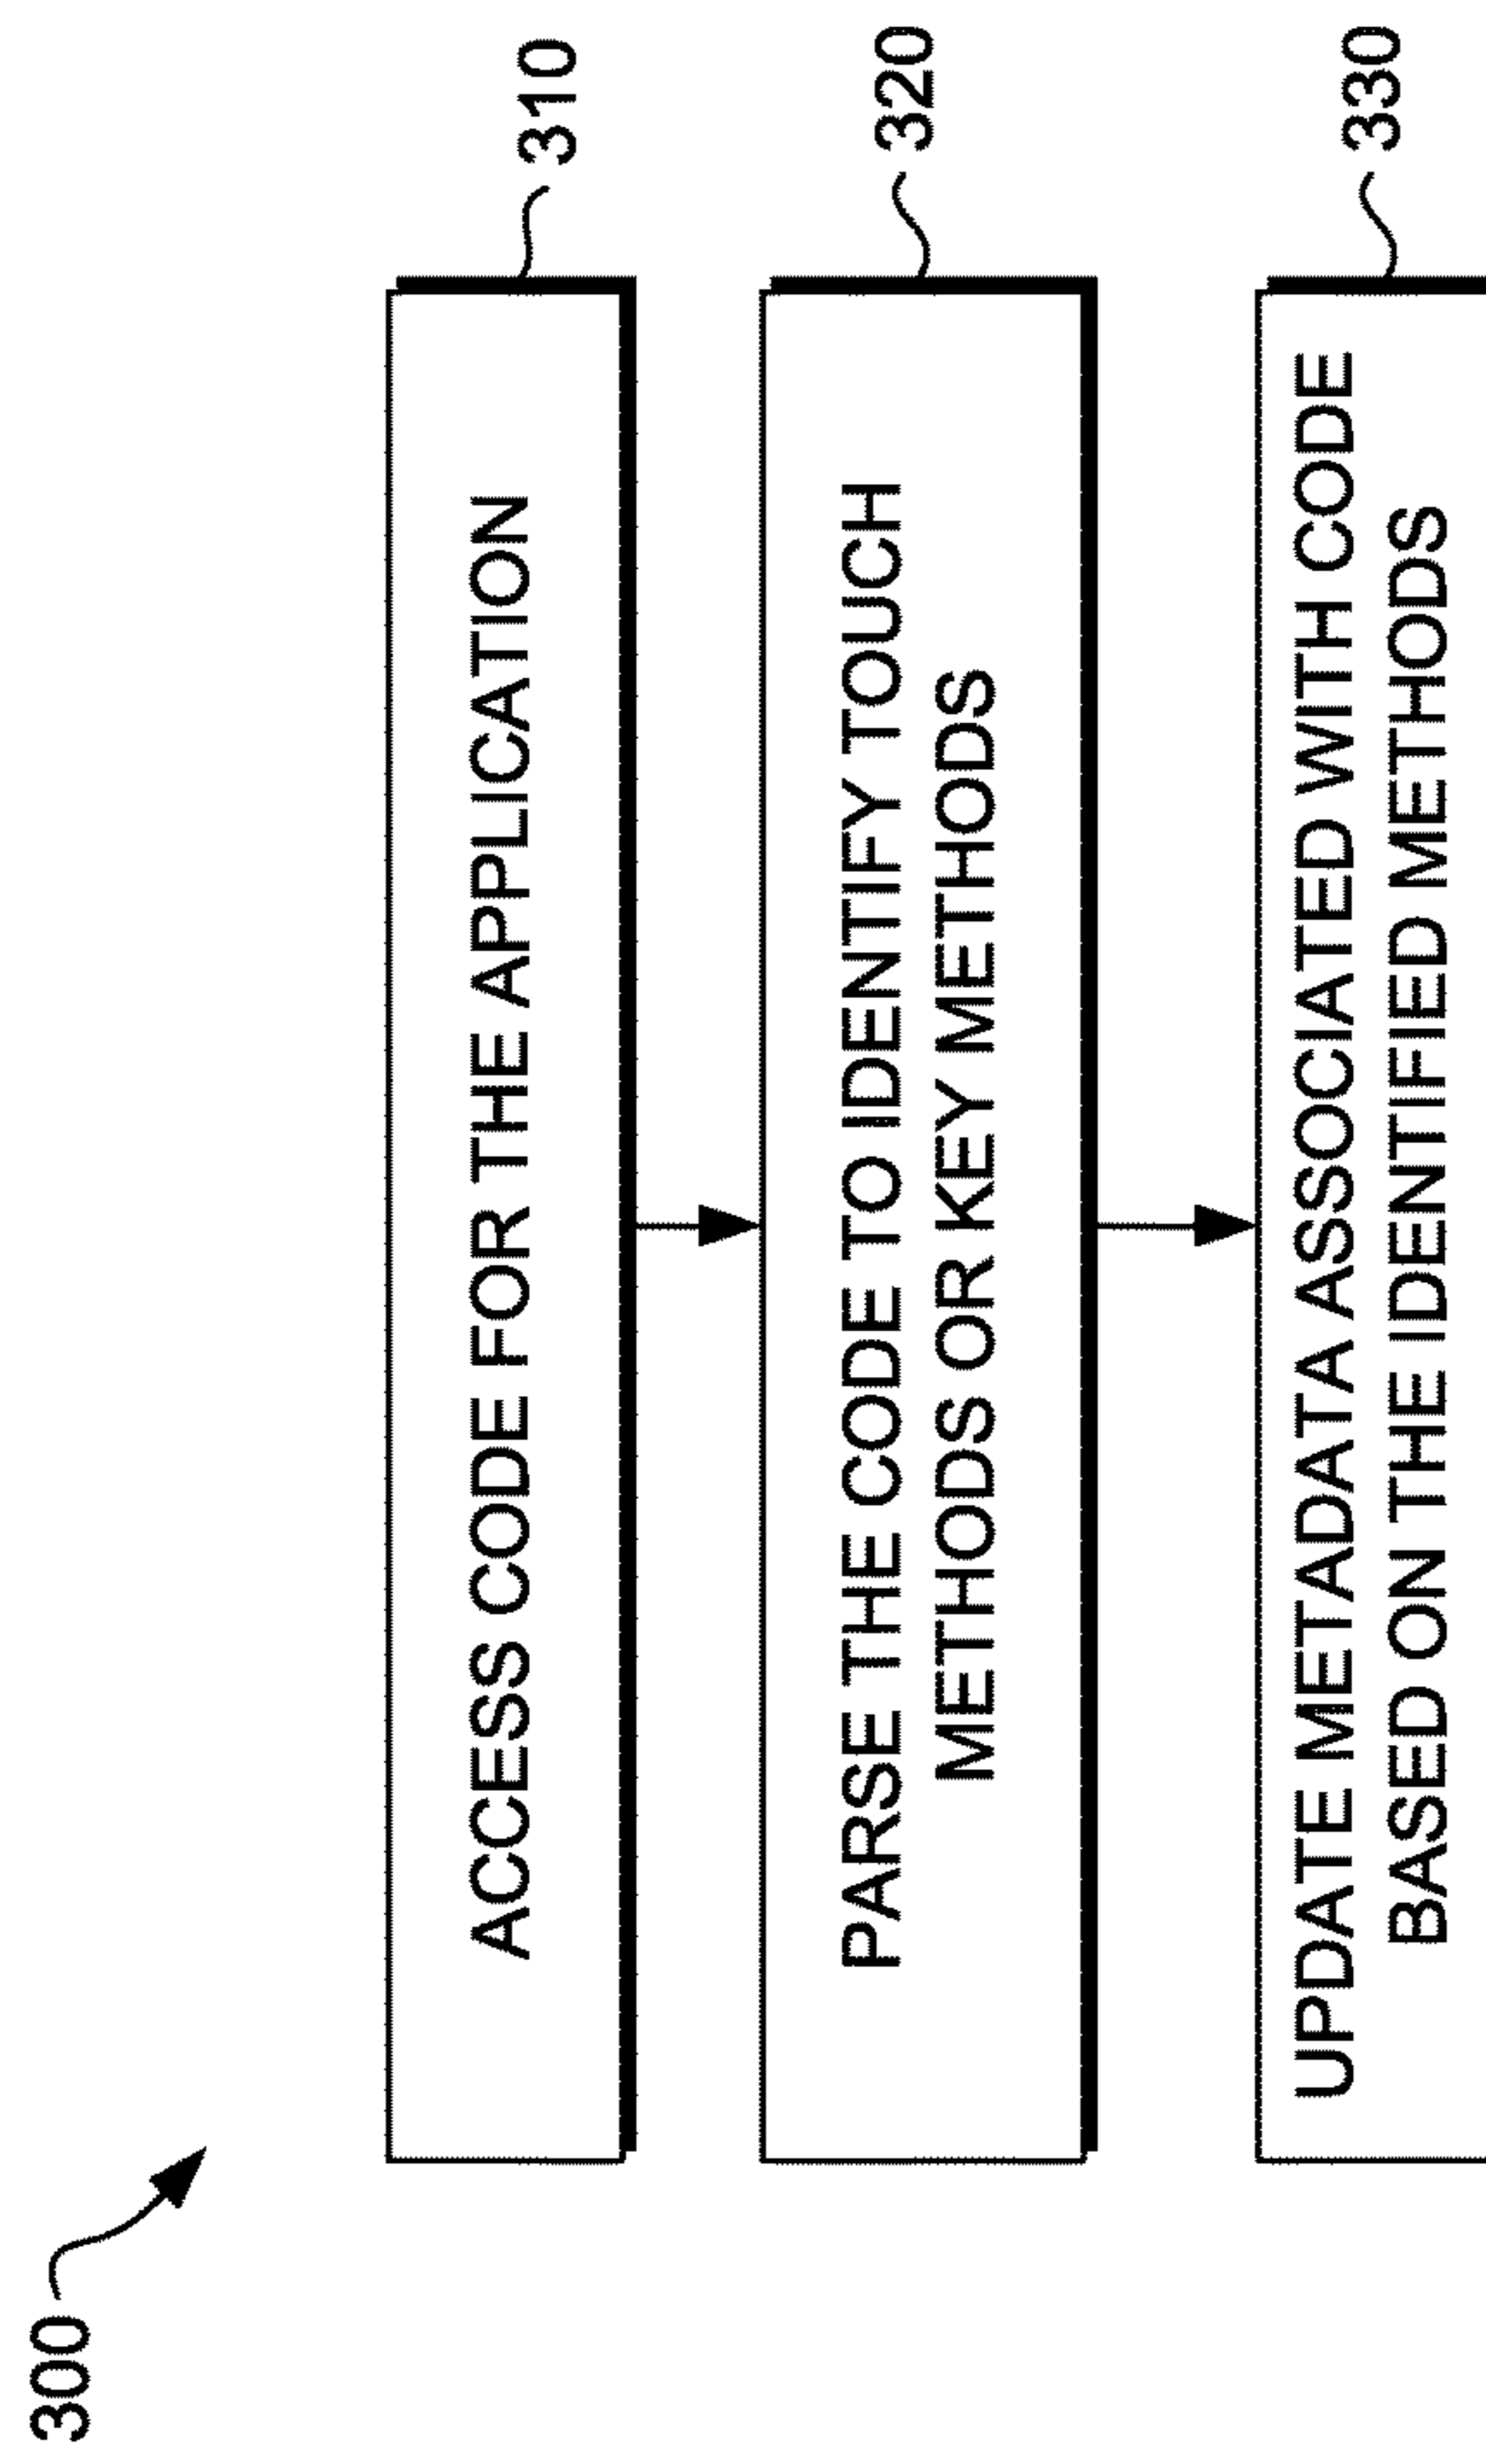 300
ACCESS CODE FOR THE APPLICATION
310
PARSE THE CODE TO IDENTIFY TOUCH
METHODS OR KEY METHODS
320
UPDATE METADATA ASSOCIATED WITH CODE
BASED ON THE IDENTIFIED METHODS
330